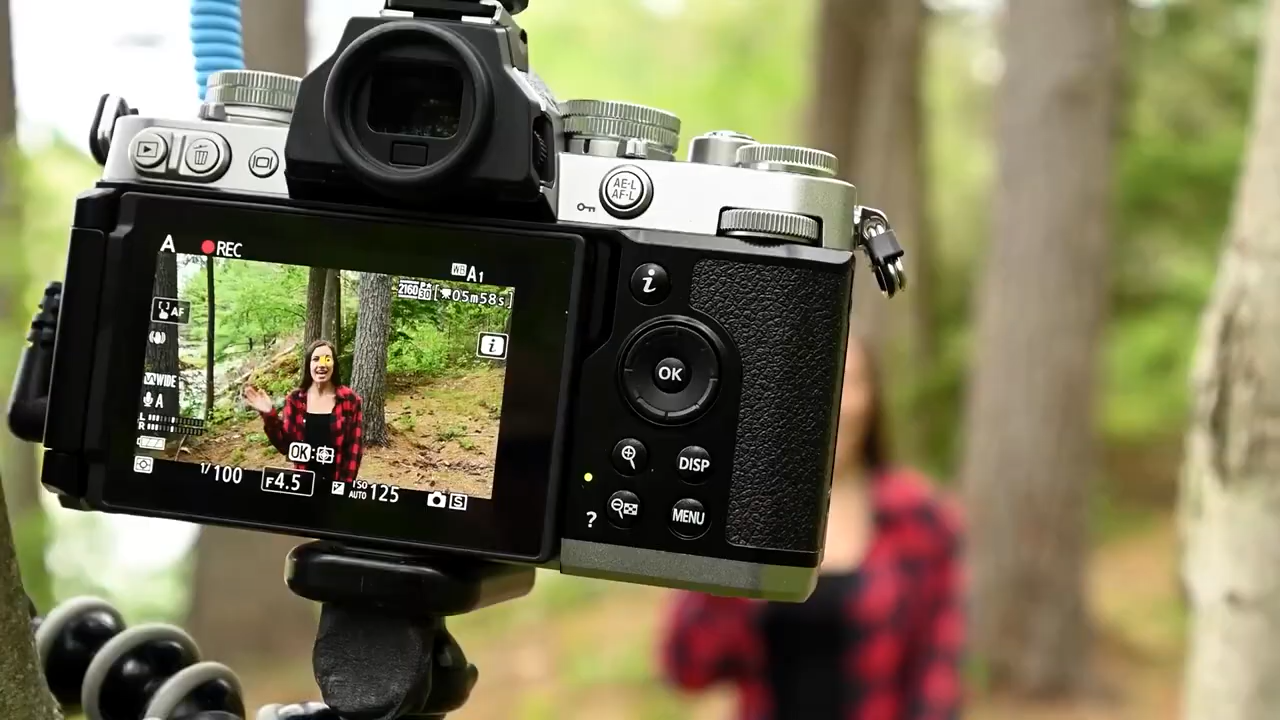 AE-L
AF-L
A
REC
WB A1
2160 30
[05m58s]
AF
i
i
WIDE
OK
A
L
R
OK
DISP
1/100
F4.5
ISO
AUTO 125
S
?
MENU